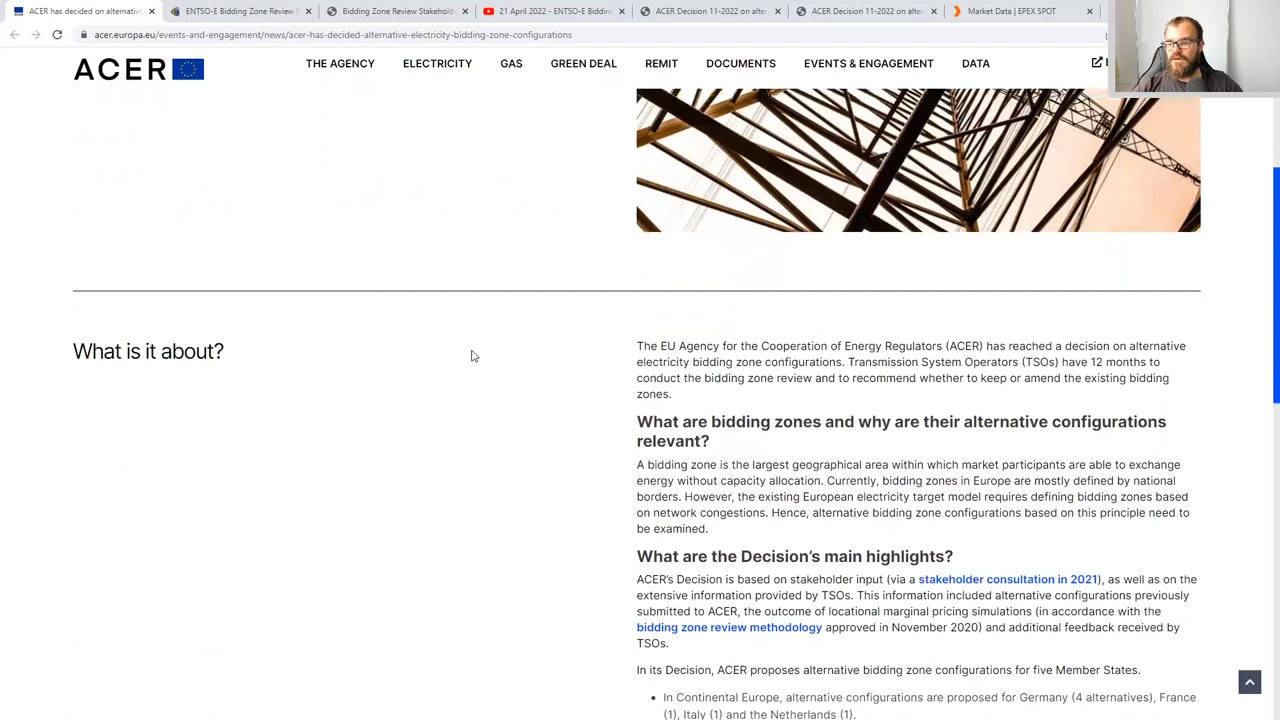 ACER has decided on alternativ
ENTSO-E Bidding Zone Review S
Bidding Zone Review Stakehold
21 April 2022 - ENTSO-E Biddin
ACER Decision 11-2022 on alter
ACER Decision 11-2022 on alter
Market Data | EPEX SPOT
acer.europa.eu/events-and-engagement/news/acer-has-decided-alternative-electricity-bidding-zone-configurations
ACER
THE AGENCY
ELECTRICITY
GAS
GREEN DEAL
REMIT
DOCUMENTS
EVENTS & ENGAGEMENT
DATA
What is it about?
The EU Agency for the Cooperation of Energy Regulators (ACER) has reached a decision on alternative
electricity bidding zone configurations. Transmission System Operators (TSOs) have 12 months to
conduct the bidding zone review and to recommend whether to keep or amend the existing bidding
zones.
What are bidding zones and why are their alternative configurations
relevant?
A bidding zone is the largest geographical area within which market participants are able to exchange
energy without capacity allocation. Currently, bidding zones in Europe are mostly defined by national
borders. However, the existing European electricity target model requires defining bidding zones based
on network congestions. Hence, alternative bidding zone configurations based on this principle need to
be examined.
What are the Decision's main highlights?
ACER's Decision is based on stakeholder input (via a stakeholder consultation in 2021), as well as on the
extensive information provided by TSOs. This information included alternative configurations previously
submitted to ACER, the outcome of locational marginal pricing simulations (in accordance with the
bidding zone review methodology approved in November 2020) and additional feedback received by
TSOs.
In its Decision, ACER proposes alternative bidding zone configurations for five Member States.
• In Continental Europe, alternative configurations are proposed for Germany (4 alternatives), France
(1), Italy (1) and the Netherlands (1).